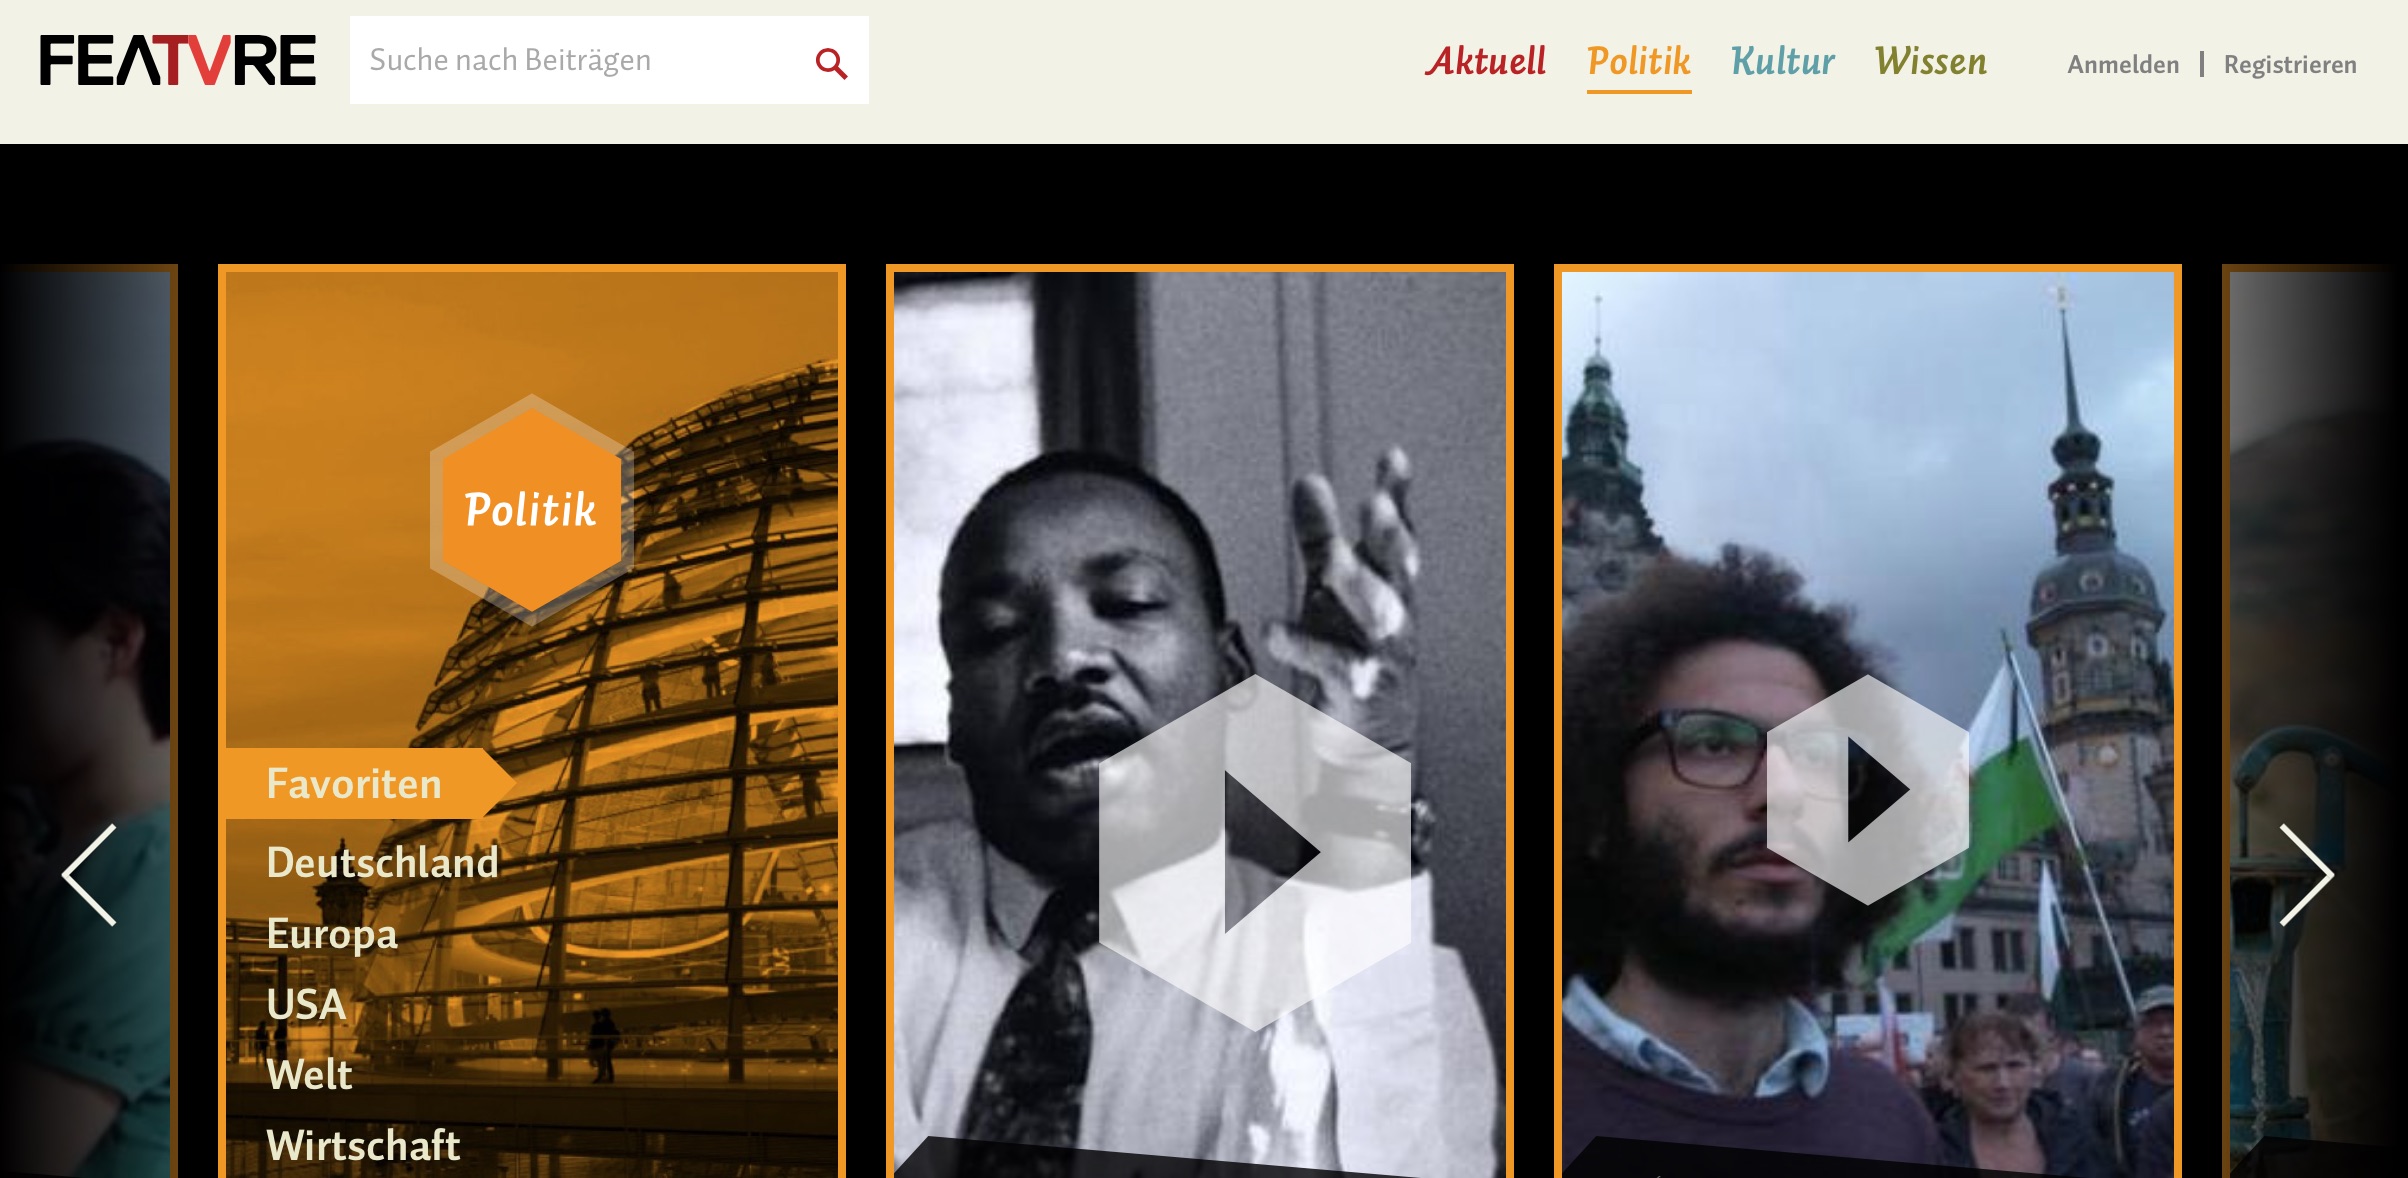 FEATVRE
Suche nach Beiträgen
Aktuell Politik Kultur Wissen Anmelden | Registrieren
Politik
Favoriten
Deutschland
Europa
USA
Welt
Wirtschaft